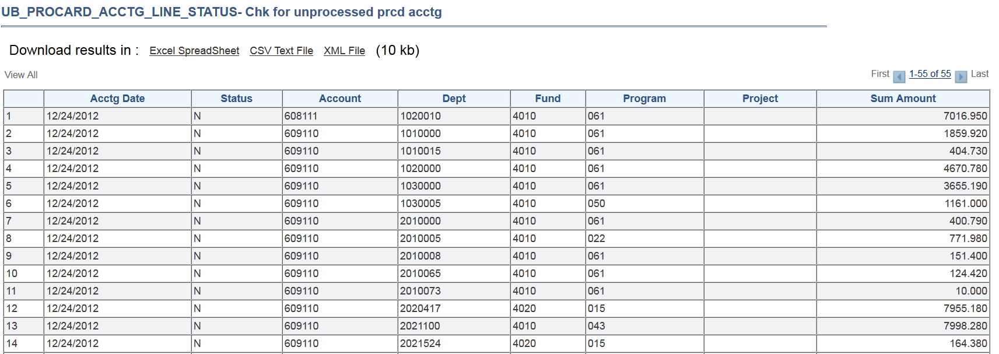 UB_PROCARD_ACCTG_LINE_STATUS- Chk for unprocessed prcd acctg
Download results in : Excel SpreadSheet CSV Text File XML File (10 kb)
View All First 1-55 of 55 Last
Acctg Date Status Account Dept Fund Program Project Sum Amount
1 12/24/2012 N 608111 1020010 4010 061 7016.950
2 12/24/2012 N 609110 1010000 4010 061 1859.920
3 12/24/2012 N 609110 1010015 4010 061 404.730
4 12/24/2012 N 609110 1020000 4010 061 4670.780
5 12/24/2012 N 609110 1030000 4010 061 3655.190
6 12/24/2012 N 609110 1030005 4010 050 1161.000
7 12/24/2012 N 609110 2010000 4010 061 400.790
8 12/24/2012 N 609110 2010005 4010 022 771.980
9 12/24/2012 N 609110 2010008 4010 061 151.400
10 12/24/2012 N 609110 2010065 4010 061 124.420
11 12/24/2012 N 609110 2010073 4010 061 10.000
12 12/24/2012 N 609110 2020417 4020 015 7955.180
13 12/24/2012 N 609110 2021100 4010 043 7998.280
14 12/24/2012 N 609110 2021524 4020 015 164.380